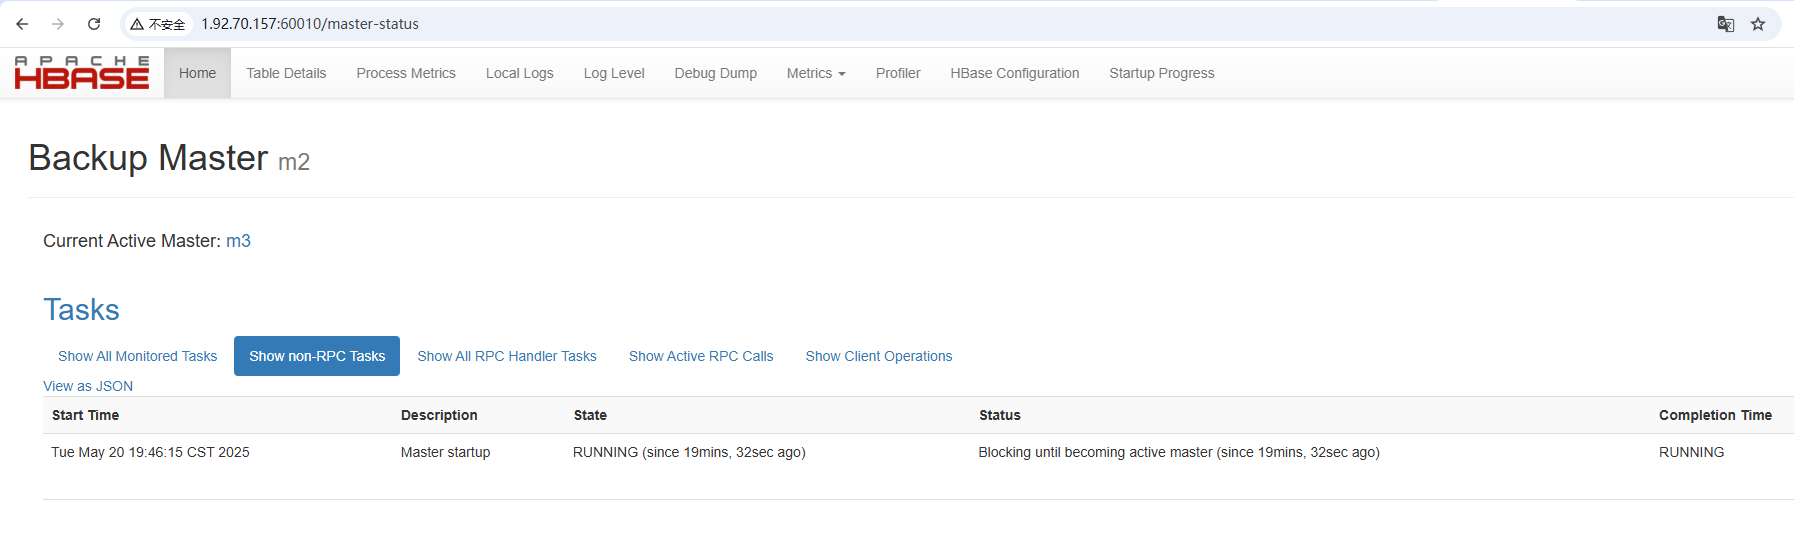 不安全 1.92.70.157:60010/master-status
APACHE
HBASE
Home Table Details Process Metrics Local Logs Log Level Debug Dump Metrics Profiler HBase Configuration Startup Progress
Backup Master m2
Current Active Master: m3
Tasks
Show All Monitored Tasks Show non-RPC Tasks Show All RPC Handler Tasks Show Active RPC Calls Show Client Operations
View as JSON
Start Time Description State Status Completion Time
Tue May 20 19:46:15 CST 2025 Master startup RUNNING (since 19mins, 32sec ago) Blocking until becoming active master (since 19mins, 32sec ago) RUNNING